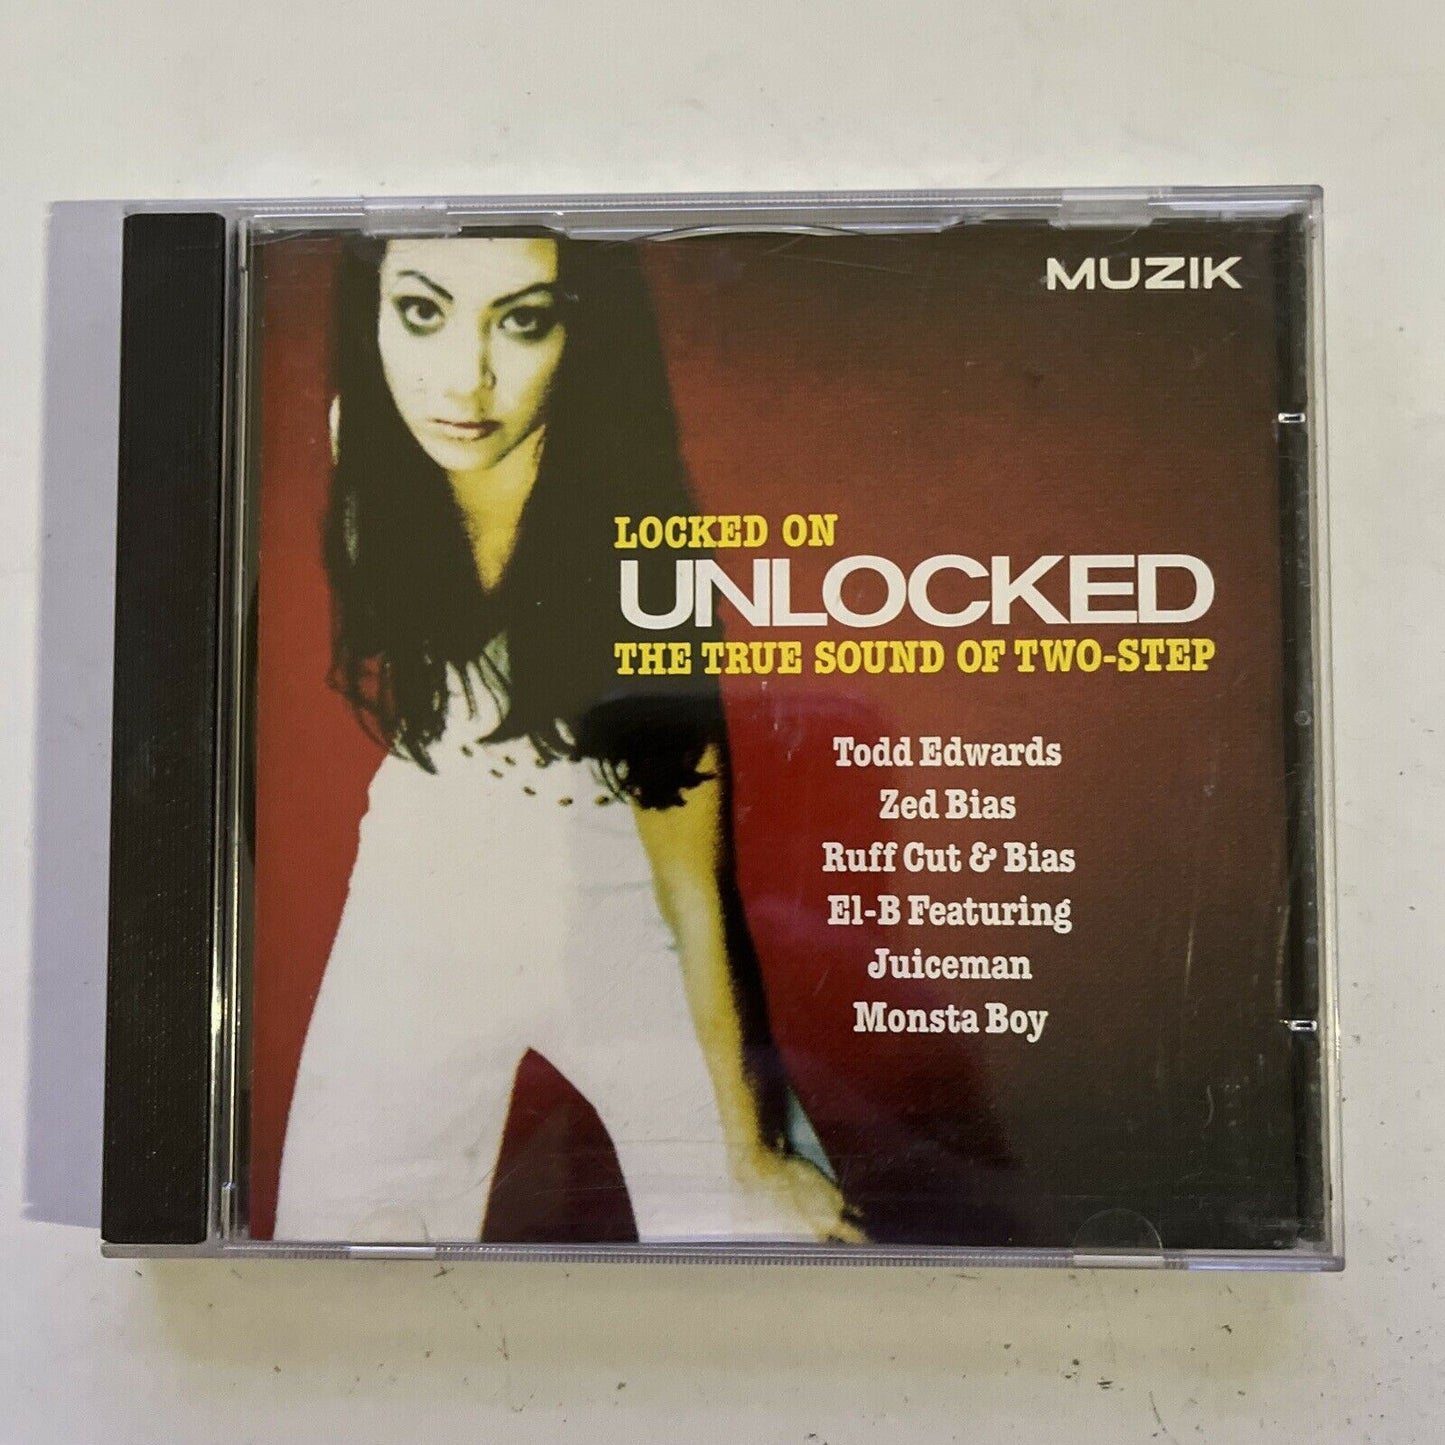 MUZIK
LOCKED ON
UNLOCKED
THE TRUE SOUND OF TWO-STEP
Todd Edwards
Zed Bias
Ruff Cut & Bias
El-B Featuring
Juiceman
Monsta Boy